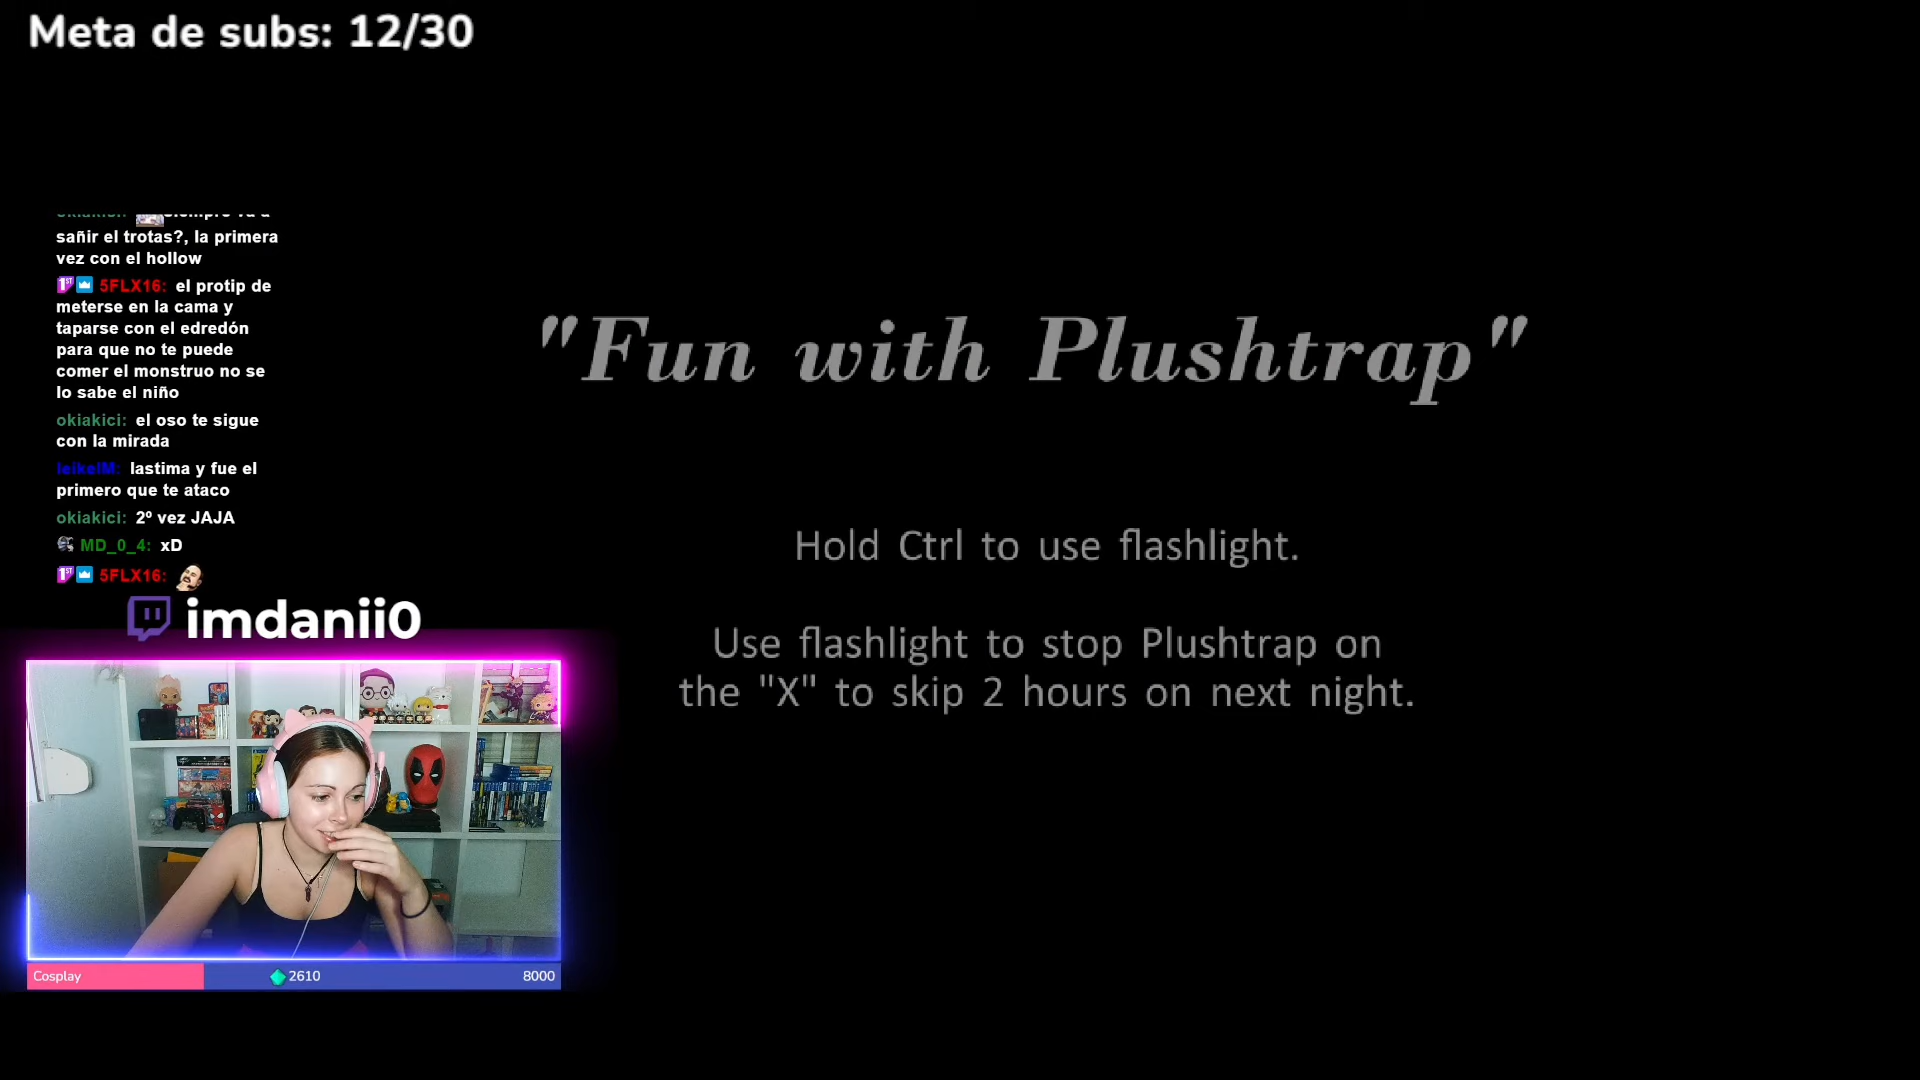 Meta de subs: 12/30
sañir el trotas?, la primera
vez con el hollow
5FLX16: el protip de
meterse en la cama y
taparse con el edredón
para que no te puede
comer el monstruo no se
lo sabe el niño
okiakici: el oso te sigue
con la mirada
leikelM: lastima y fue el
primero que te ataco
okiakici: 2º vez JAJA
MD_0_4: xD
5FLX16:
imdanii0
"Fun with Plushtrap"
Hold Ctrl to use flashlight.
Use flashlight to stop Plushtrap on
the "X" to skip 2 hours on next night.
Cosplay
2610
8000